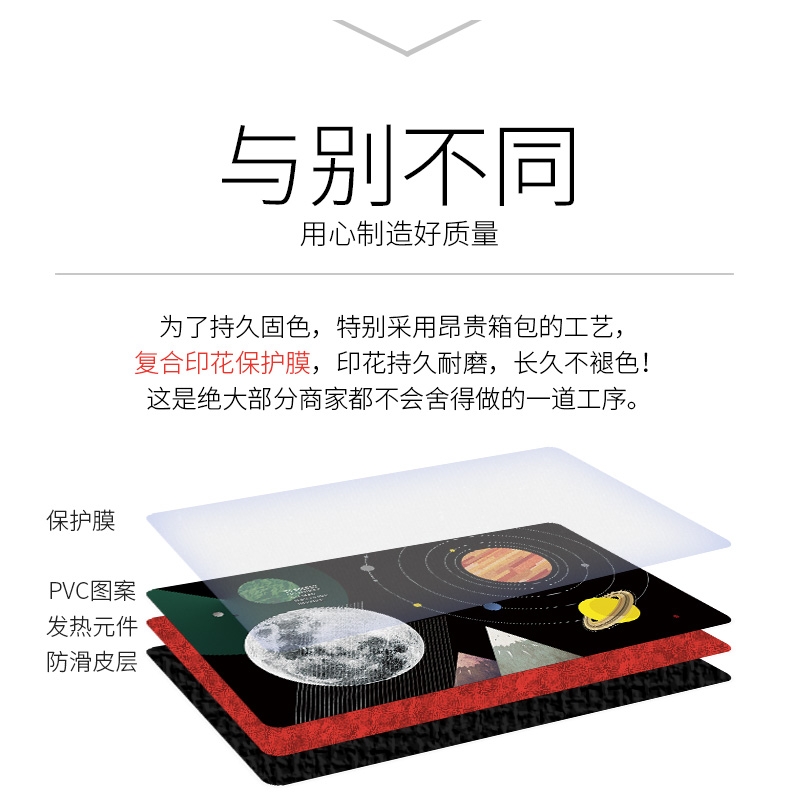 与别不同
用心制造好质量
为了持久固色，特别采用昂贵箱包的工艺，
复合印花保护膜，印花持久耐磨，长久不褪色！
这是绝大部分商家都不会舍得做的一道工序。
保护膜
PVC图案
发热元件
防滑皮层